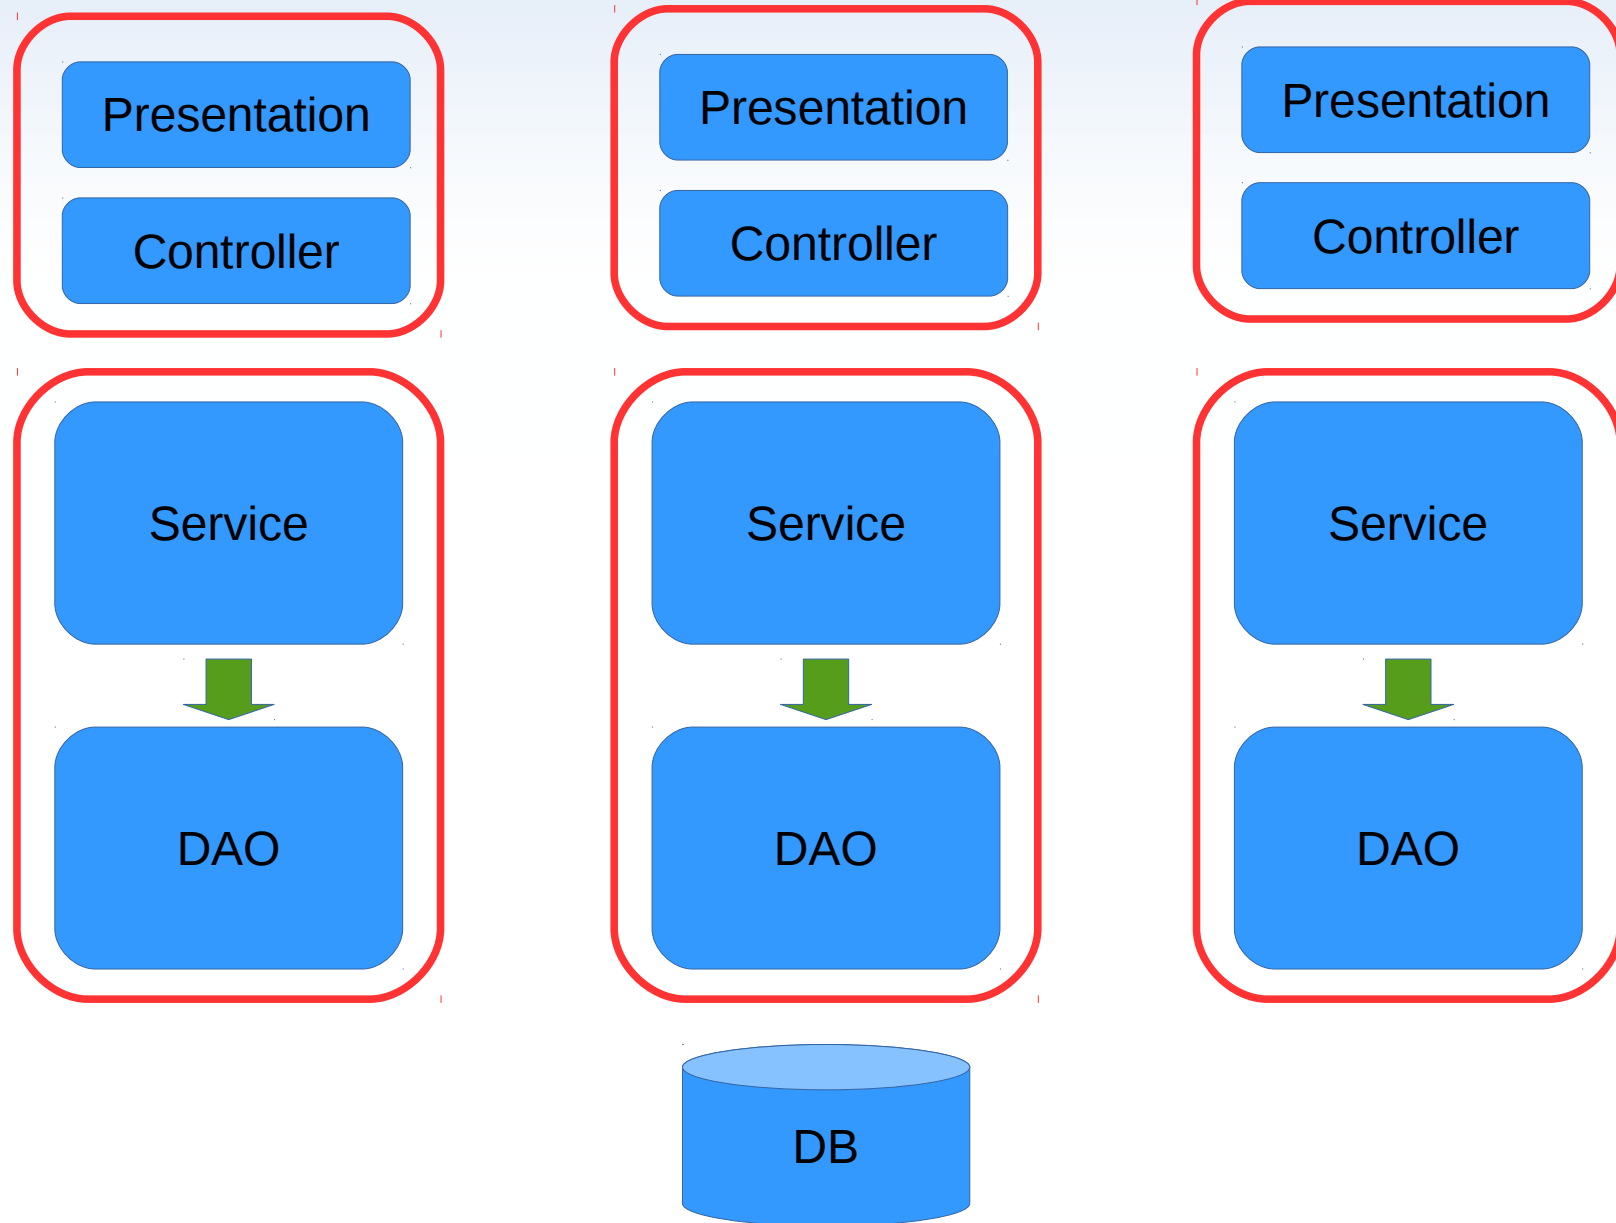 Presentation
Presentation
Presentation
Controller
Controller
Controller
Service
Service
Service
DAO
DAO
DAO
DB